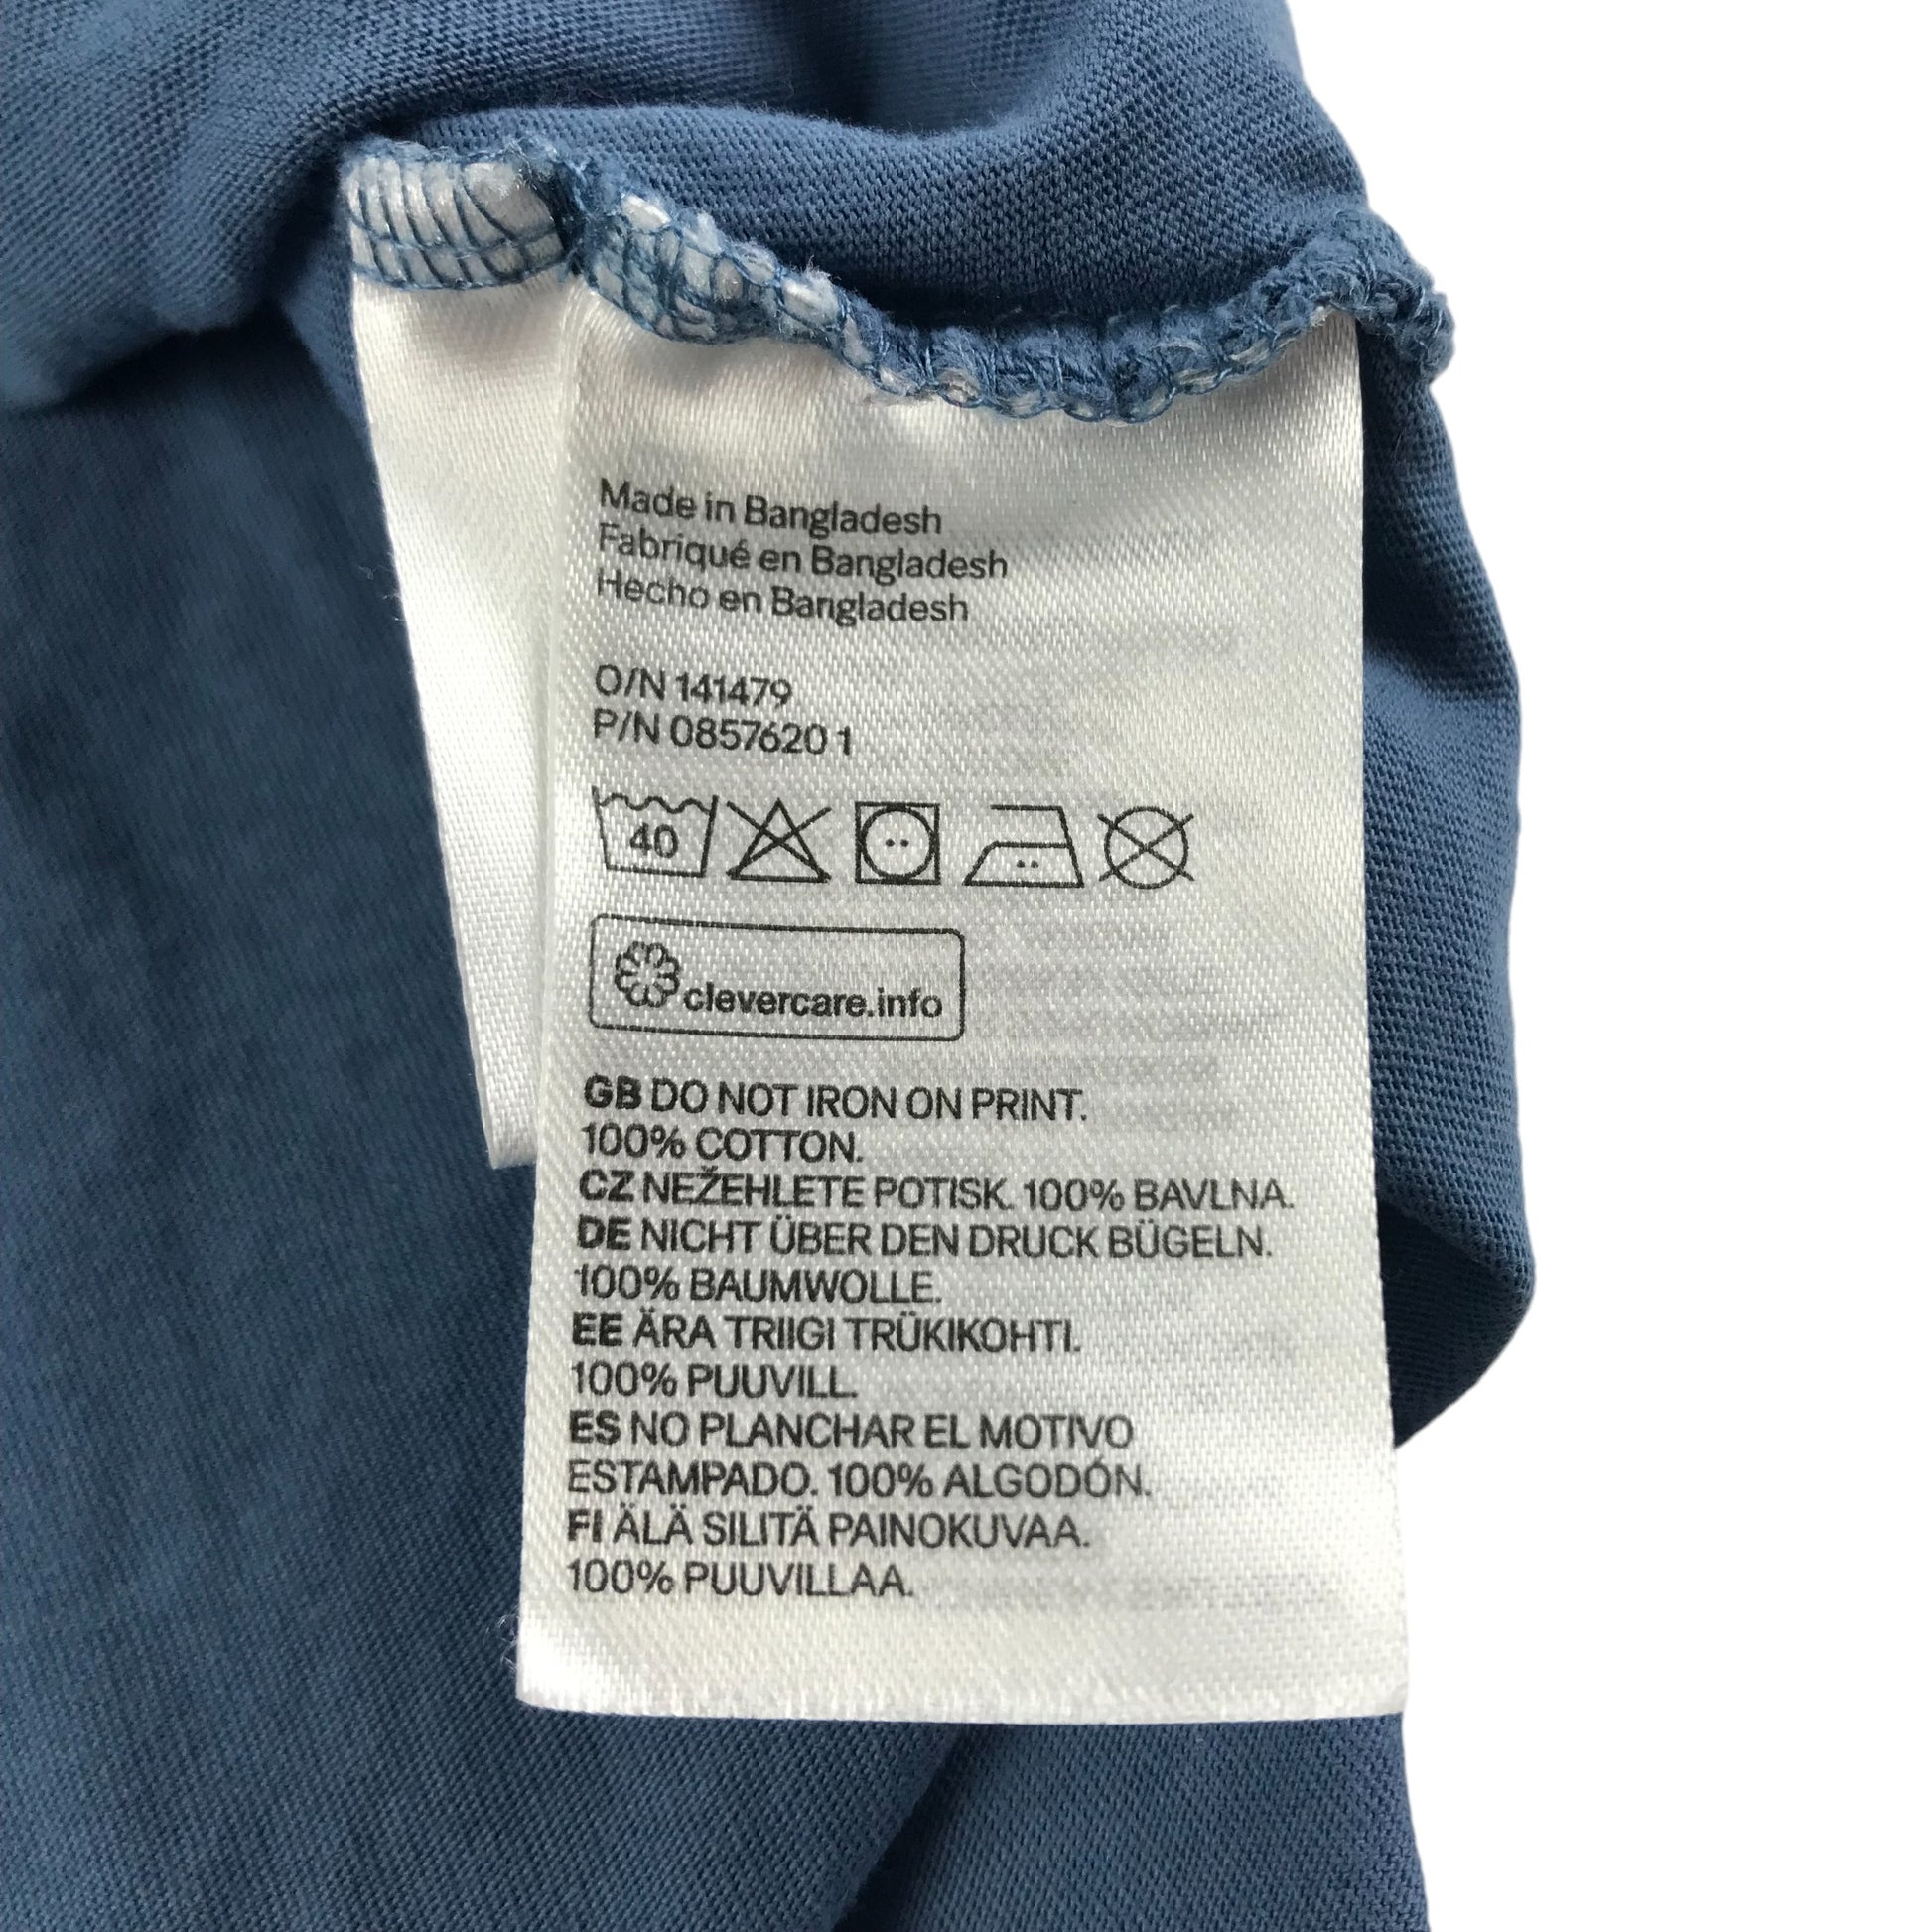 Made in Bangladesh
Fabriqué en Bangladesh
Hecho en Bangladesh
O/N 141479
P/N 0857620 1
40
clevercare.info
GB DO NOT IRON ON PRINT.
100% COTTON.
CZ NEŽEHLETE POTISK. 100% BAVLNA.
DE NICHT ÜBER DEN DRUCK BÜGELN.
100% BAUMWOLLE.
EE ÄRA TRIIGI TRÜKIKOHTI.
100% PUUVILL.
ES NO PLANCHAR EL MOTIVO
ESTAMPADO. 100% ALGODÓN.
FI ÄLÄ SILITÄ PAINOKUVAA.
100% PUUVILLAA.